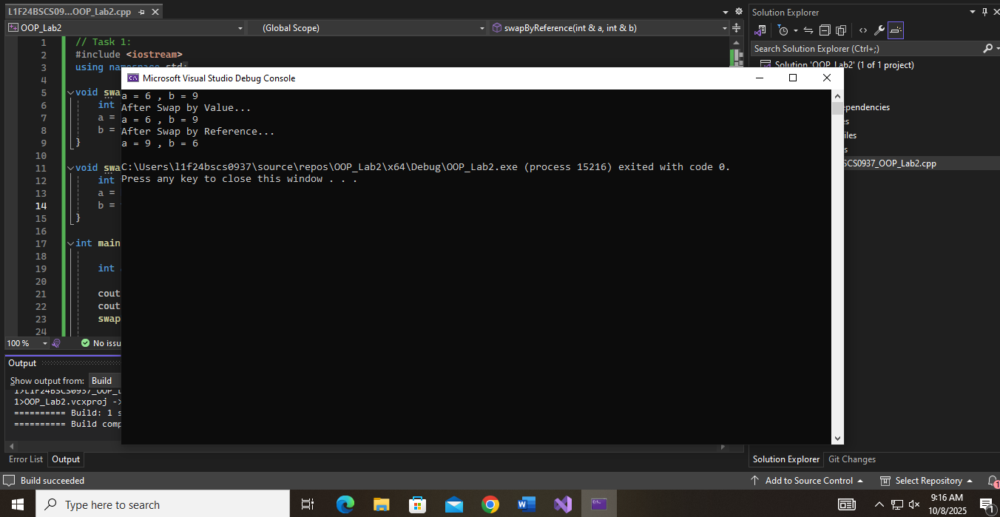 L1F24BSCS09...OOP_Lab2.cpp
OOP_Lab2
(Global Scope)
swapByReference(int & a, int & b)
1 // Task 1:
2 #include <iostream>
3 using namespace std;
4
5 void swa
6 int
7 a =
8 b =
9 }
10
11 void swa
12 int
13 a =
14 b =
15 }
16
17 int main
18
19 int
20
21 cout
22 cout
23 swap
24
100 %
No issu
Microsoft Visual Studio Debug Console
a = 6 , b = 9
After Swap by Value...
a = 6 , b = 9
After Swap by Reference...
a = 9 , b = 6
C:\Users\l1f24bscs0937\source\repos\OOP_Lab2\x64\Debug\OOP_Lab2.exe (process 15216) exited with code 0.
Press any key to close this window . . .
Solution Explorer
Search Solution Explorer (Ctrl+;)
Solution 'OOP_Lab2' (1 of 1 project)
ependencies
es
iles
s
SCS0937_OOP_Lab2.cpp
Output
Show output from: Build
1>L1F24BSCS0937_OOP_L
1>OOP_Lab2.vcxproj ->
========== Build: 1 s
========== Build comp
Error List
Output
Solution Explorer
Git Changes
Build succeeded
Add to Source Control
Select Repository
1
Type here to search
9:16 AM
10/8/2025
1